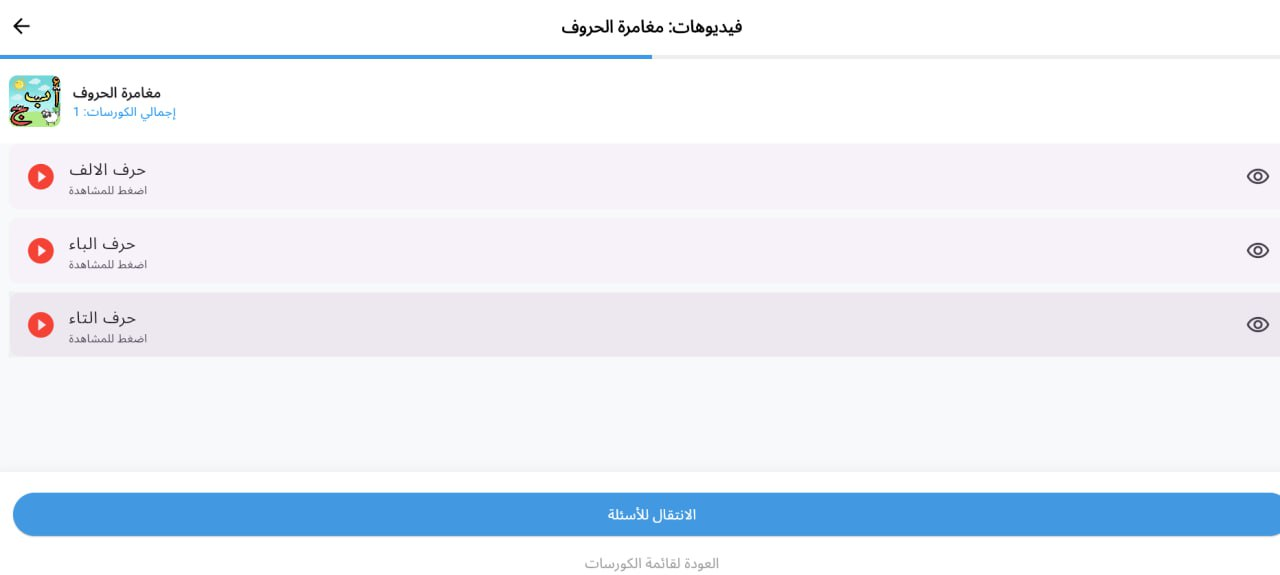 فيديوهات: مغامرة الحروف
مغامرة الحروف
إجمالي الكورسات: 1
حرف الالف
اضغط للمشاهدة
حرف الباء
اضغط للمشاهدة
حرف التاء
اضغط للمشاهدة
الانتقال للأسئلة
العودة لقائمة الكورسات